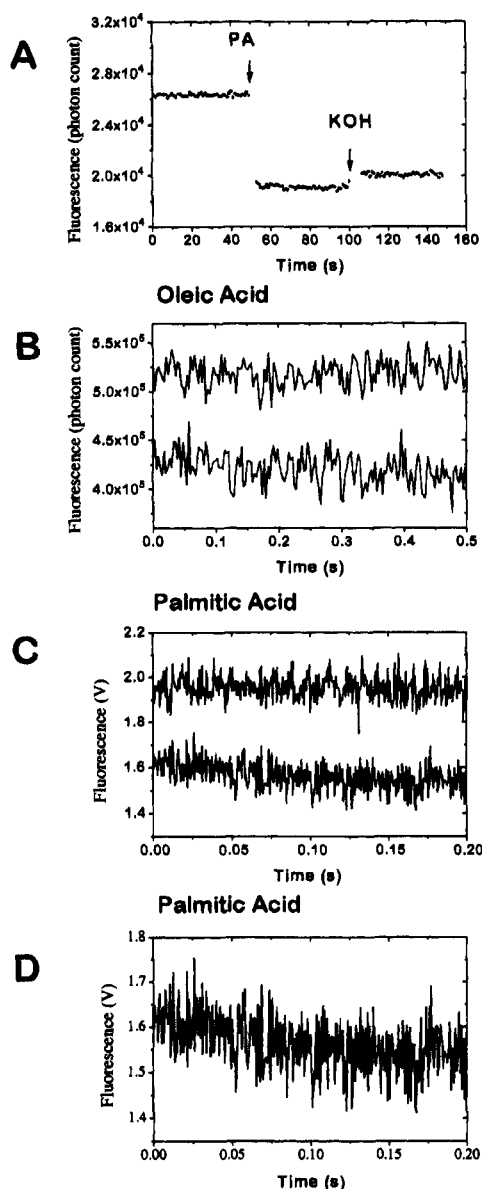 A
Fluorescence (photon count)
3.2x10⁴
2.8x10⁴
2.4x10⁴
2.0x10⁴
1.6x10⁴
PA
KOH
0 20 40 60 80 100 120 140 160
Time (s)
Oleic Acid
B
Fluorescence (photon count)
5.5x10⁵
5.0x10⁵
4.5x10⁵
4.0x10⁵
0.0 0.1 0.2 0.3 0.4 0.5
Time (s)
Palmitic Acid
C
Fluorescence (V)
2.2
2.0
1.8
1.6
1.4
0.00 0.05 0.10 0.15 0.20
Time (s)
Palmitic Acid
D
Fluorescence (V)
1.8
1.7
1.6
1.5
1.4
0.00 0.05 0.10 0.15 0.20
Time (s)